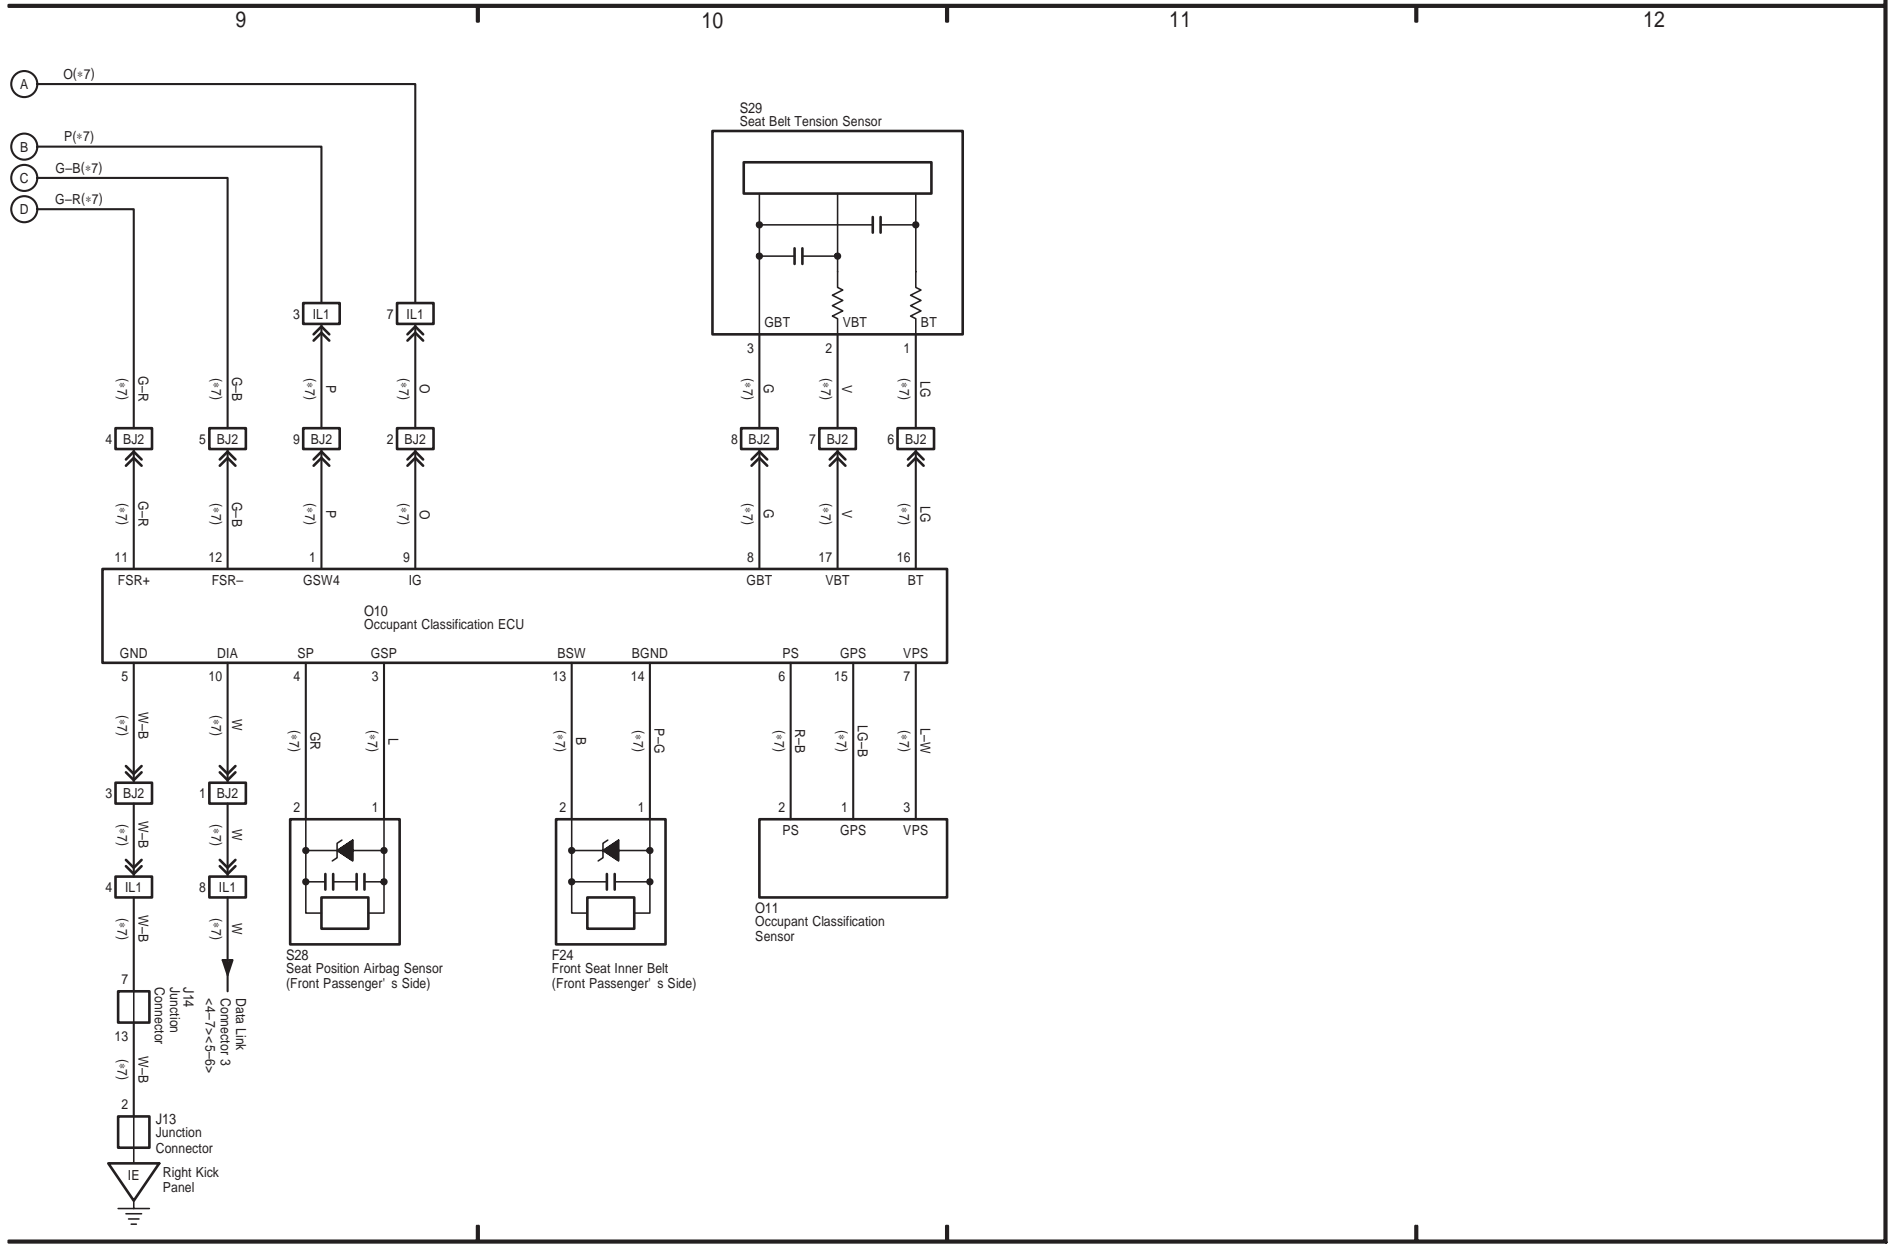 9 10 11 12
A O(*7)
B P(*7)
C G–B(*7)
D G–R(*7)
S29
Seat Belt Tension Sensor
GBT VBT BT
3 IL1 7 IL1
3 2 1
(*7) G–R (*7) G–B (*7) P (*7) O (*7) G (*7) V (*7) LG
4 BJ2 5 BJ2 9 BJ2 2 BJ2 8 BJ2 7 BJ2 6 BJ2
(*7) G–R (*7) G–B (*7) P (*7) O (*7) G (*7) V (*7) LG
11 12 1 9 8 17 16
FSR+ FSR– GSW4 IG GBT VBT BT
O10
Occupant Classification ECU
GND DIA SP GSP BSW BGND PS GPS VPS
5 10 4 3 13 14 6 15 7
(*7) W–B (*7) W (*7) GR (*7) L (*7) B (*7) P–G (*7) R–B (*7) LG–B (*7) L–W
3 BJ2 1 BJ2
2 1 2 1 2 1 3
PS GPS VPS
(*7) W–B (*7) W
4 IL1 8 IL1
(*7) W–B (*7) W
S28
Seat Position Airbag Sensor
(Front Passenger' s Side)
F24
Front Seat Inner Belt
(Front Passenger' s Side)
O11
Occupant Classification
Sensor
7
J14
Junction
Connector
13
Data Link
Connector 3
<4–7><5–6>
(*7) W–B
2
J13
Junction
Connector
IE
Right Kick
Panel